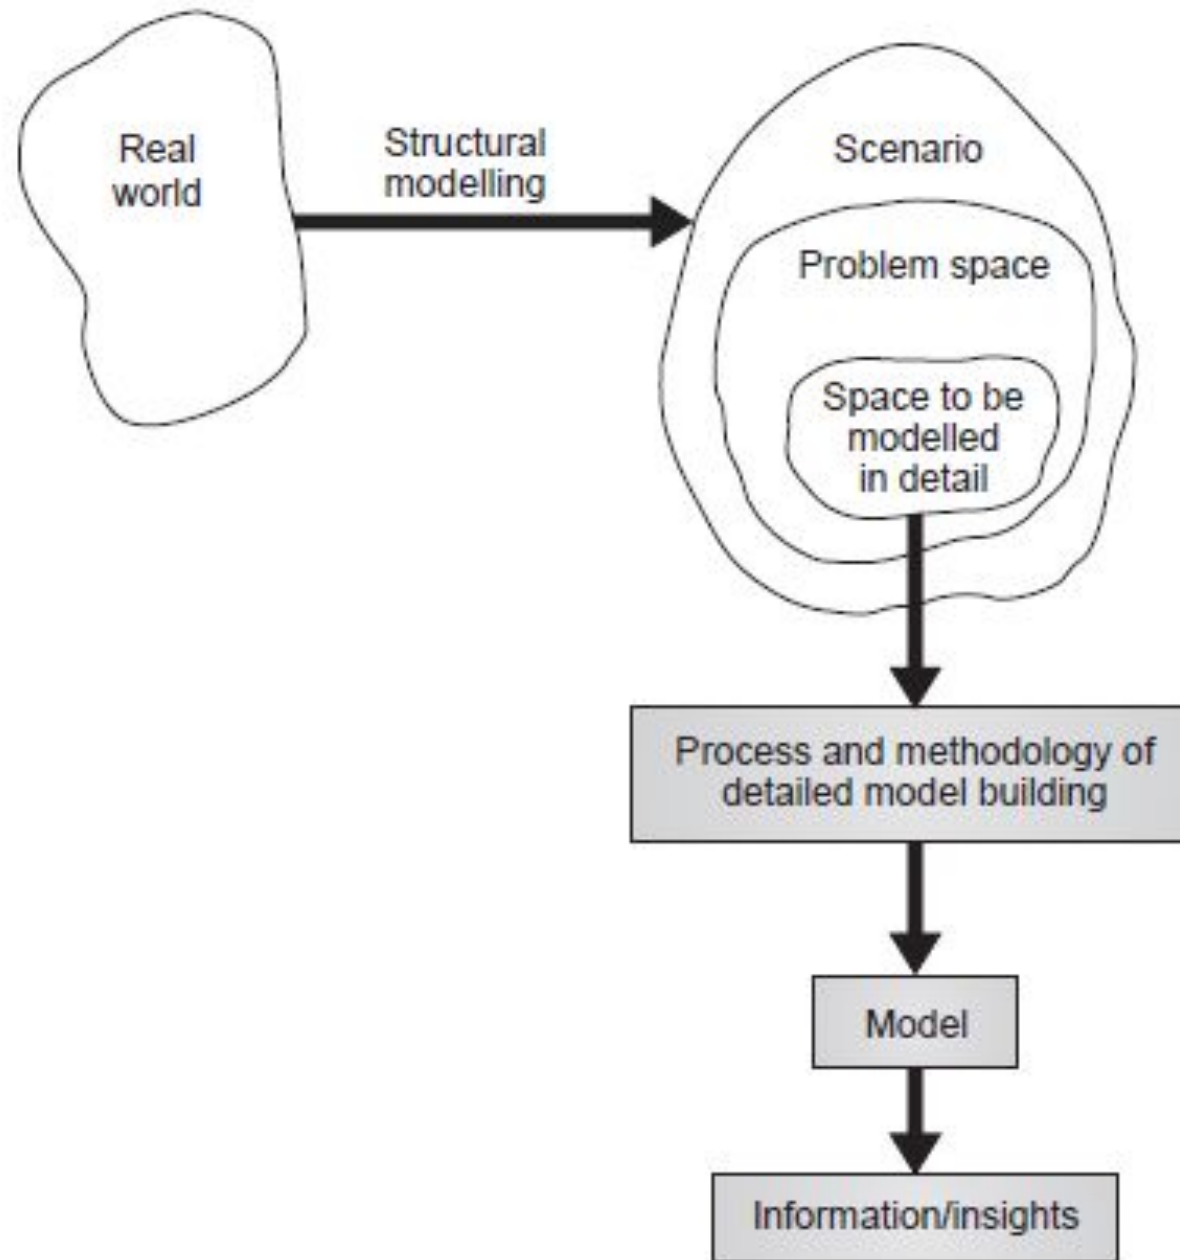 Real
world
Structural
modelling
Scenario
Problem space
Space to be
modelled
in detail
Process and methodology of
detailed model building
Model
Information/insights